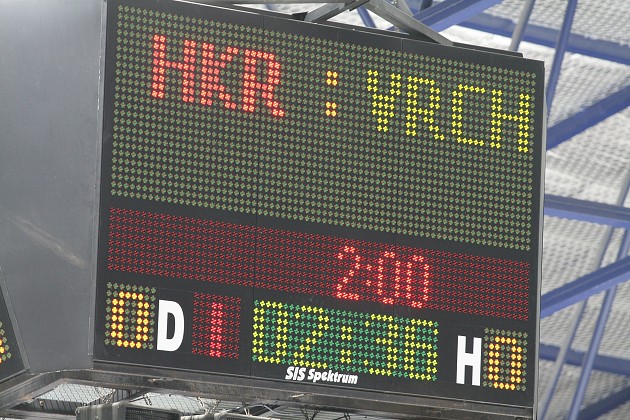 HKR : VRCH
2:00
0 D 1 02:36 H 0
SIS Spektrum